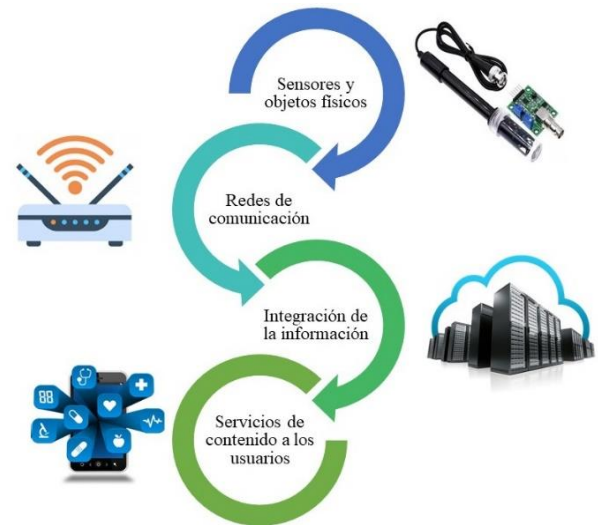 Sensores y
objetos físicos
Redes de
comunicación
Integración de
la información
Servicios de
contenido a los
usuarios